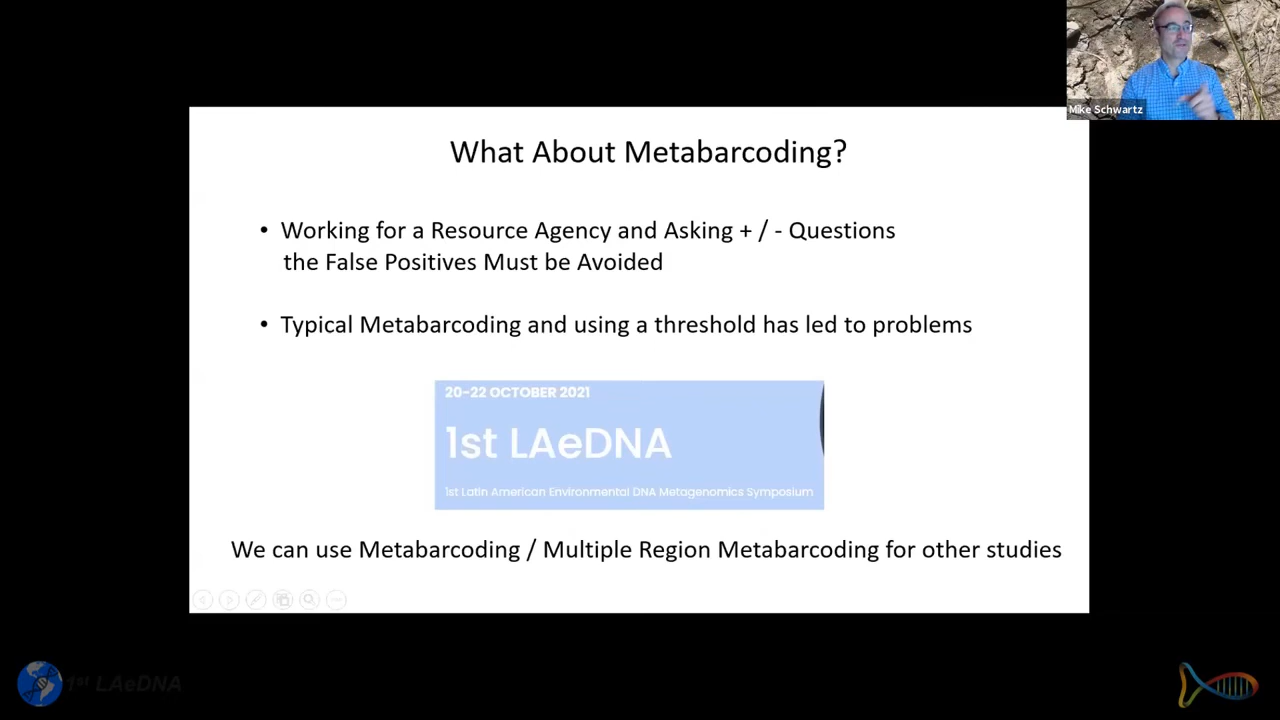 Mike Schwartz
What About Metabarcoding?
• Working for a Resource Agency and Asking + / - Questions
the False Positives Must be Avoided
• Typical Metabarcoding and using a threshold has led to problems
20-22 OCTOBER 2021
1st LAeDNA
1st Latin American Environmental DNA Metagenomics Symposium
We can use Metabarcoding / Multiple Region Metabarcoding for other studies
1st LAeDNA